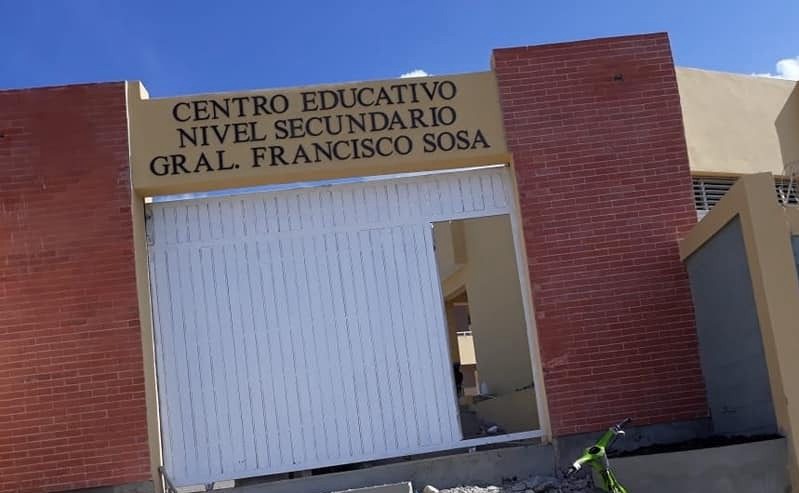 CENTRO EDUCATIVO
NIVEL SECUNDARIO
GRAL. FRANCISCO SOSA